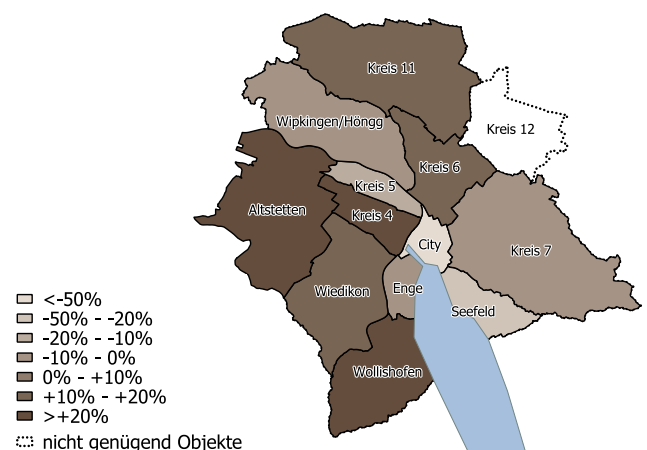 Kreis 11
Wipkingen/Höngg
Kreis 12
Kreis 6
Kreis 5
Altstetten
Kreis 4
City
Kreis 7
Wiedikon
Enge
Seefeld
Wollishofen
<-50%
-50% - -20%
-20% - -10%
-10% - 0%
0% - +10%
+10% - +20%
>+20%
nicht genügend Objekte